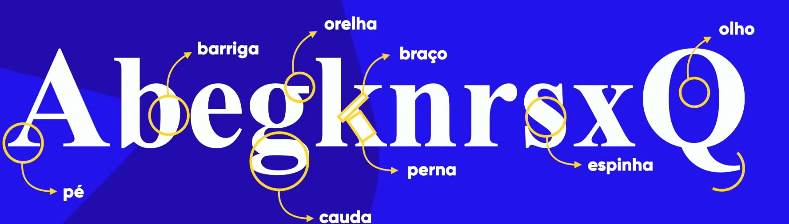 orelha
olho
barriga
braço
AbegknrsxQ
espinha
perna
pé
cauda